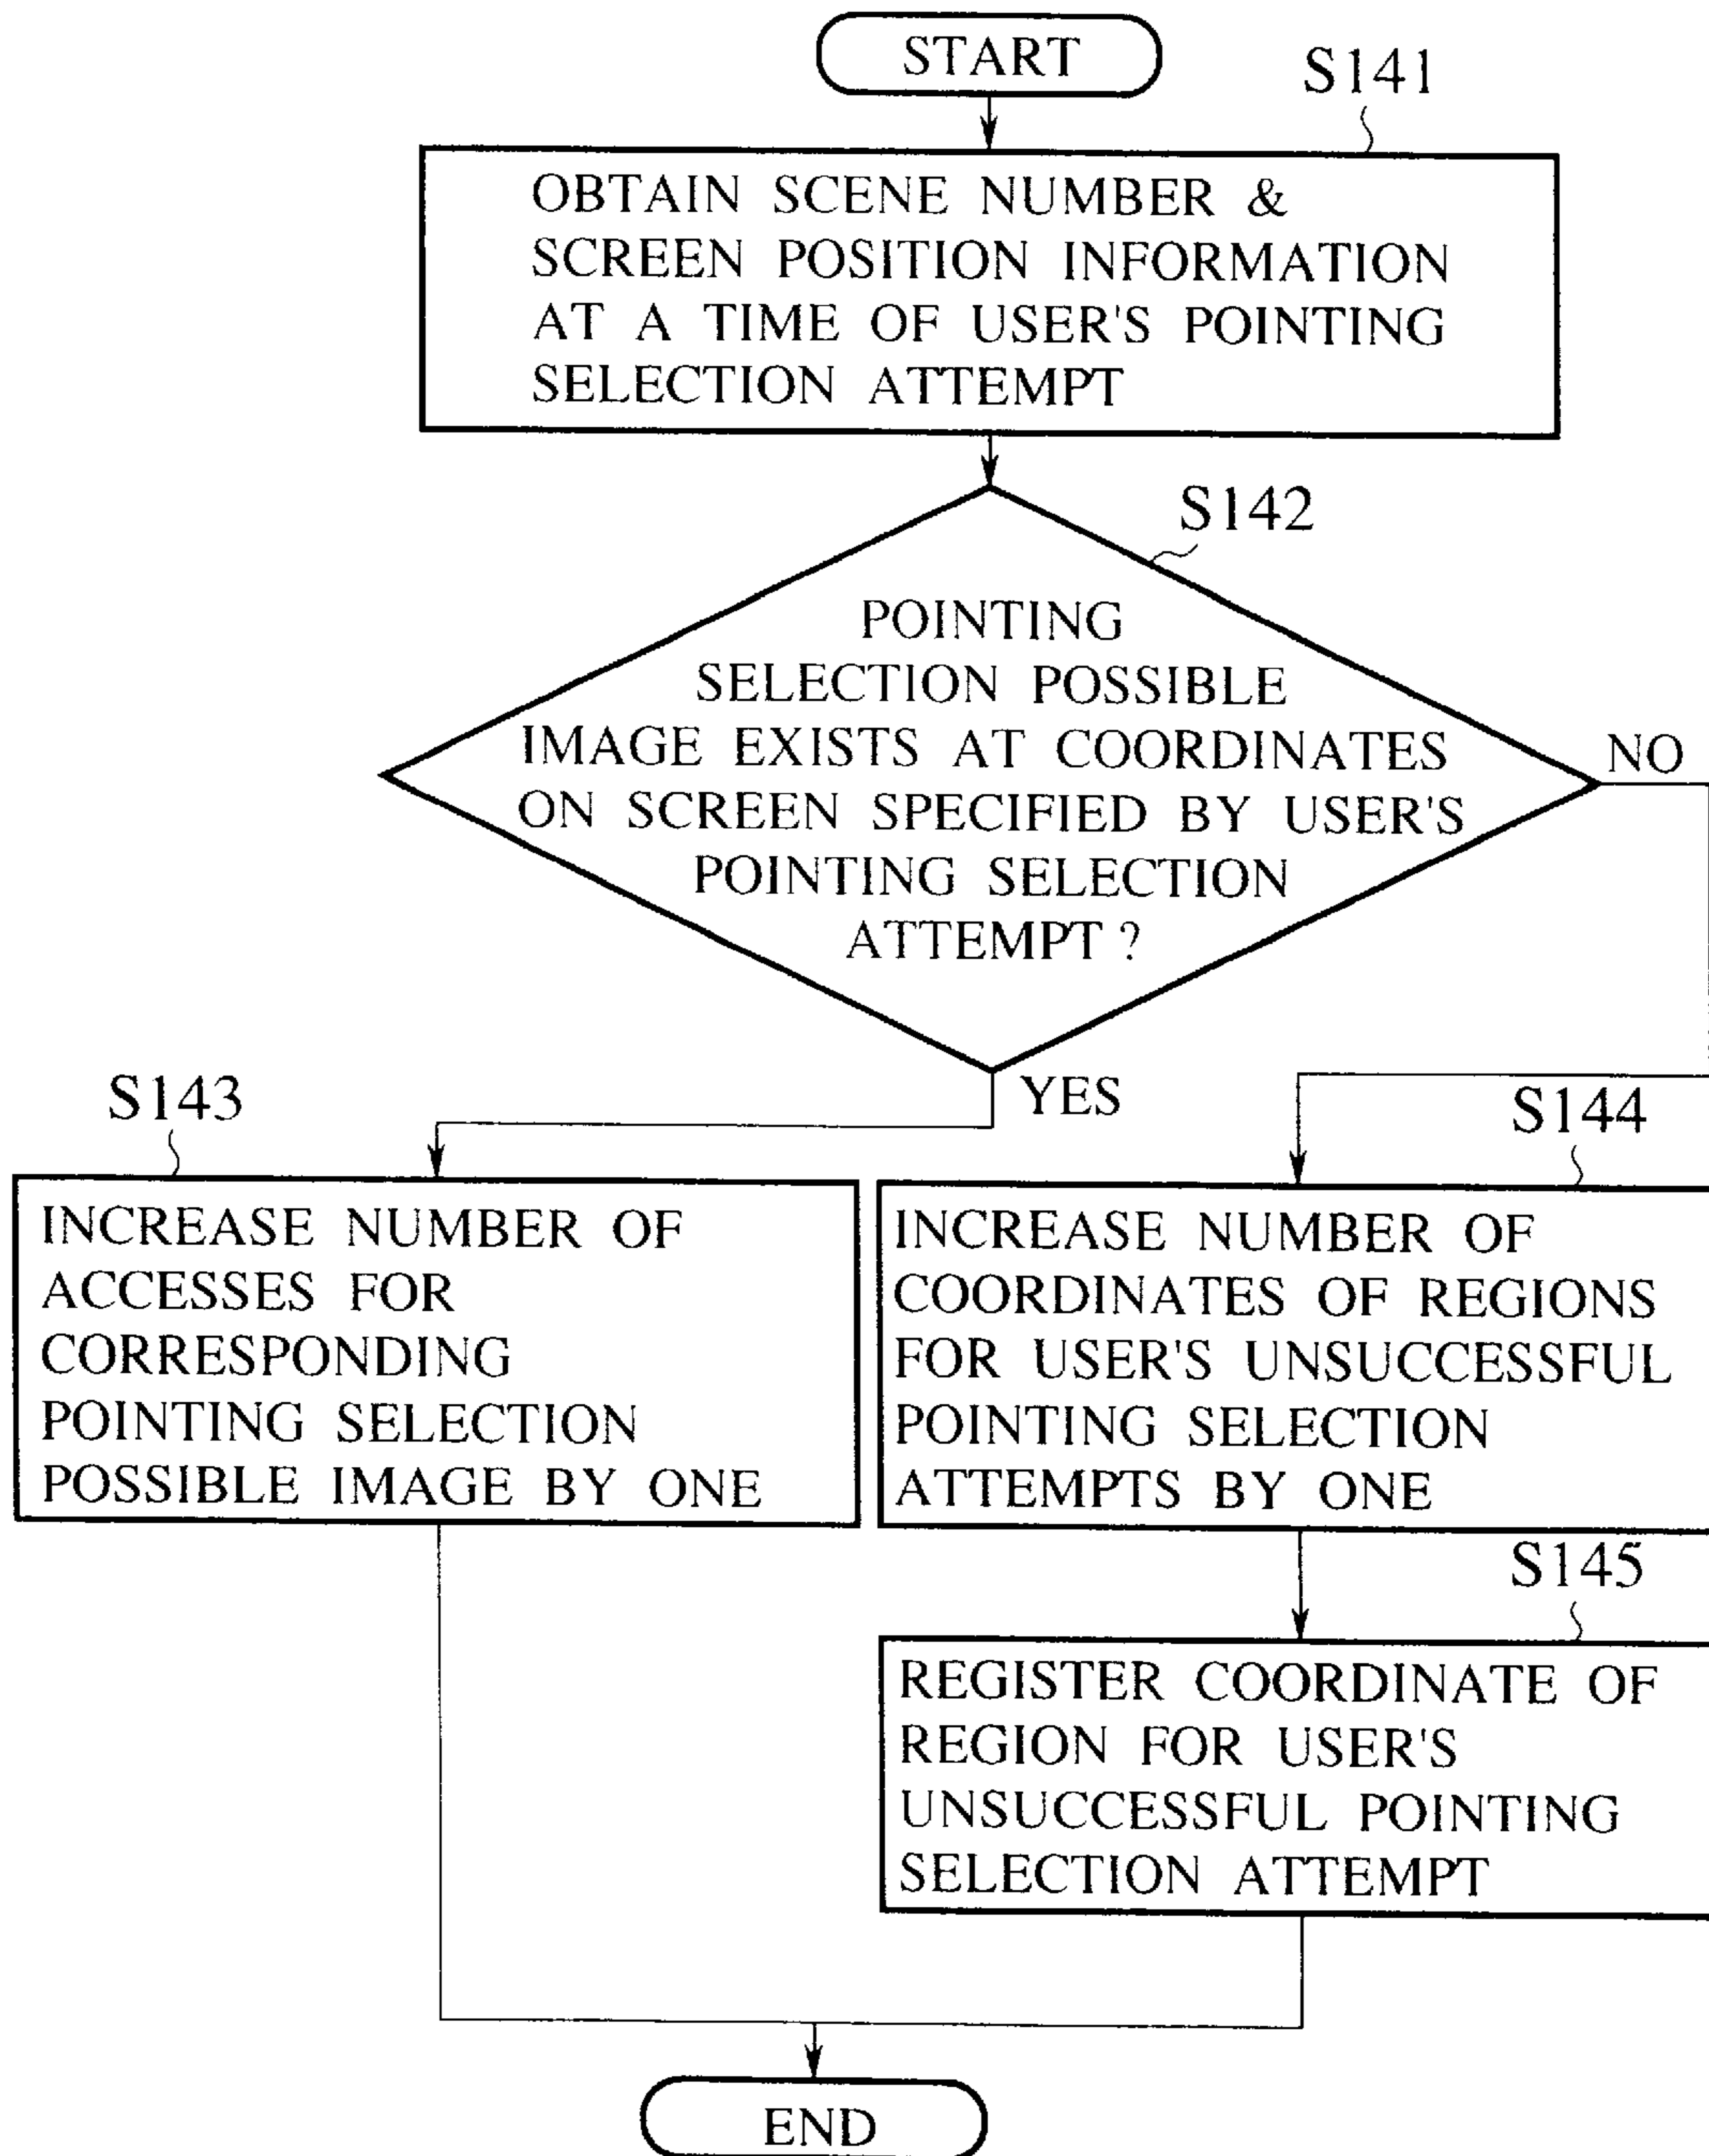 START
S141
OBTAIN SCENE NUMBER &
SCREEN POSITION INFORMATION
AT A TIME OF USER'S POINTING
SELECTION ATTEMPT
S142
POINTING
SELECTION POSSIBLE
IMAGE EXISTS AT COORDINATES
ON SCREEN SPECIFIED BY USER'S
POINTING SELECTION
ATTEMPT?
NO
YES
S143
INCREASE NUMBER OF
ACCESSES FOR
CORRESPONDING
POINTING SELECTION
POSSIBLE IMAGE BY ONE
S144
INCREASE NUMBER OF
COORDINATES OF REGIONS
FOR USER'S UNSUCCESSFUL
POINTING SELECTION
ATTEMPTS BY ONE
S145
REGISTER COORDINATE OF
REGION FOR USER'S
UNSUCCESSFUL POINTING
SELECTION ATTEMPT
END